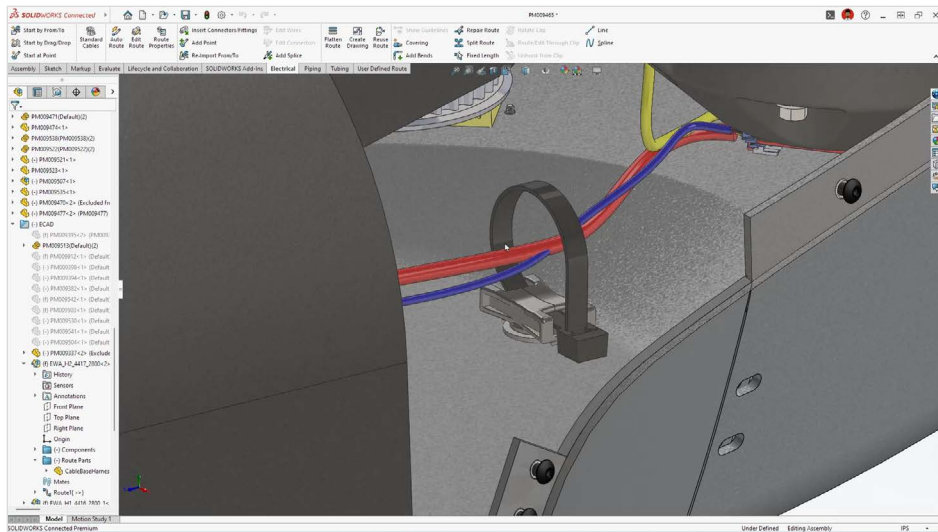 SOLIDWORKS Connected
PM009465 *
Start by From/To
Start by Drag/Drop
Start at Point
Standard Cables
Auto Route
Edit Route
Route Properties
Insert Connectors/Fittings
Add Point
Re-Import From/To
Edit Wires
Edit Connectors
Add Splice
Flatten Route
Create Drawing
Reuse Route
Show Guidelines
Covering
Add Bends
Repair Route
Split Route
Fixed Length
Rotate Clip
Route/Edit Through Clip
Unhook from Clip
Line
Spline
Assembly Sketch Markup Evaluate Lifecycle and Collaboration SOLIDWORKS Add-Ins Electrical Piping Tubing User Defined Route
PM009471(Default)(2)
PM009474<1>
PM009538(PM009538)(2)
PM009522(PM009522)(2)
(-) PM009521<1>
PM009523<1>
(-) PM009507<1>
(-) PM009535<1>
(-) PM009470<2> (Excluded fr
(-) PM009477<2> (PM009477)
(-) ECAD
PM009513(Default)(2)
(-) PM009337<2> (Exclude
(f) EWA_H2_4417_2800<2>
History
Sensors
Annotations
Front Plane
Top Plane
Right Plane
Origin
(-) Components
(-) Route Parts
CableBaseHarnes
Mates
Route1[ <> ]
Model Motion Study 1
SOLIDWORKS Connected Premium
Under Defined Editing Assembly IPS